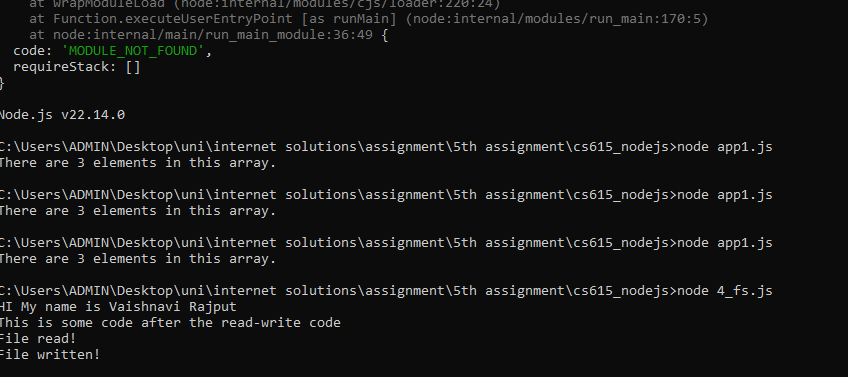 at wrapModuleLoad (node:internal/modules/cjs/loader:220:24)
at Function.executeUserEntryPoint [as runMain] (node:internal/modules/run_main:170:5)
at node:internal/main/run_main_module:36:49 {
code: 'MODULE_NOT_FOUND',
requireStack: []
}
Node.js v22.14.0
C:\Users\ADMIN\Desktop\uni\internet solutions\assignment\5th assignment\cs615_nodejs>node app1.js
There are 3 elements in this array.
C:\Users\ADMIN\Desktop\uni\internet solutions\assignment\5th assignment\cs615_nodejs>node app1.js
There are 3 elements in this array.
C:\Users\ADMIN\Desktop\uni\internet solutions\assignment\5th assignment\cs615_nodejs>node app1.js
There are 3 elements in this array.
C:\Users\ADMIN\Desktop\uni\internet solutions\assignment\5th assignment\cs615_nodejs>node 4_fs.js
HI My name is Vaishnavi Rajput
This is some code after the read-write code
File read!
File written!